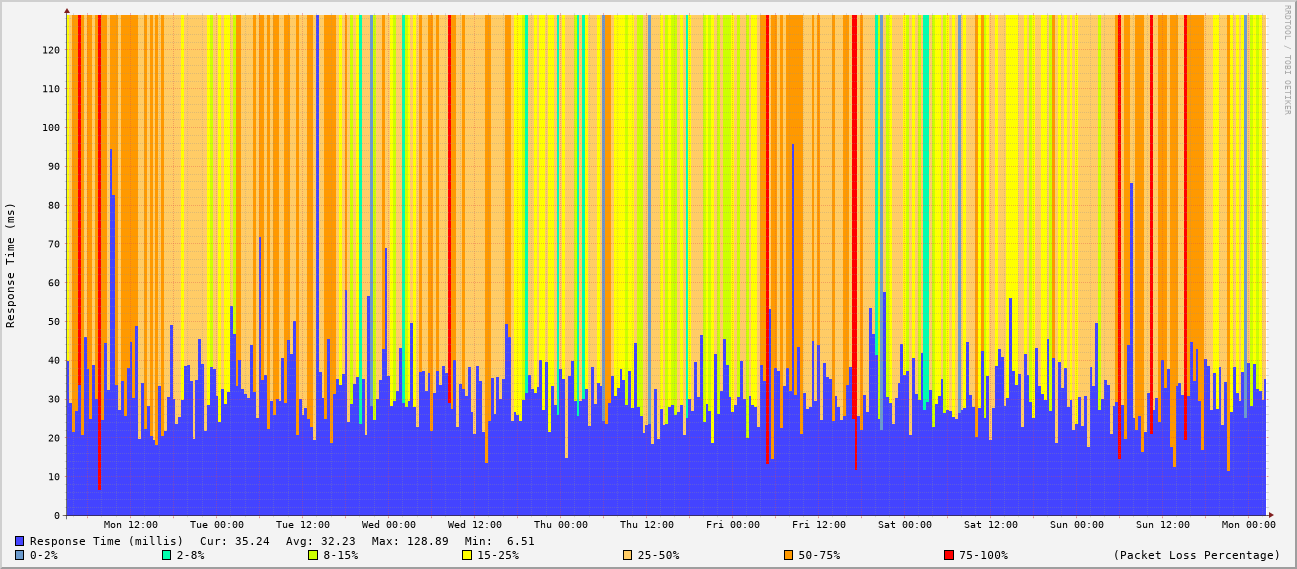 RRDTOOL / TOBI OETIKER
Response Time (ms)
120
110
100
90
80
70
60
50
40
30
20
10
0
Mon 12:00 Tue 00:00 Tue 12:00 Wed 00:00 Wed 12:00 Thu 00:00 Thu 12:00 Fri 00:00 Fri 12:00 Sat 00:00 Sat 12:00 Sun 00:00 Sun 12:00 Mon 00:00
Response Time (millis) Cur: 35.24 Avg: 32.23 Max: 128.89 Min: 6.51
0-2% 2-8% 8-15% 15-25% 25-50% 50-75% 75-100% (Packet Loss Percentage)